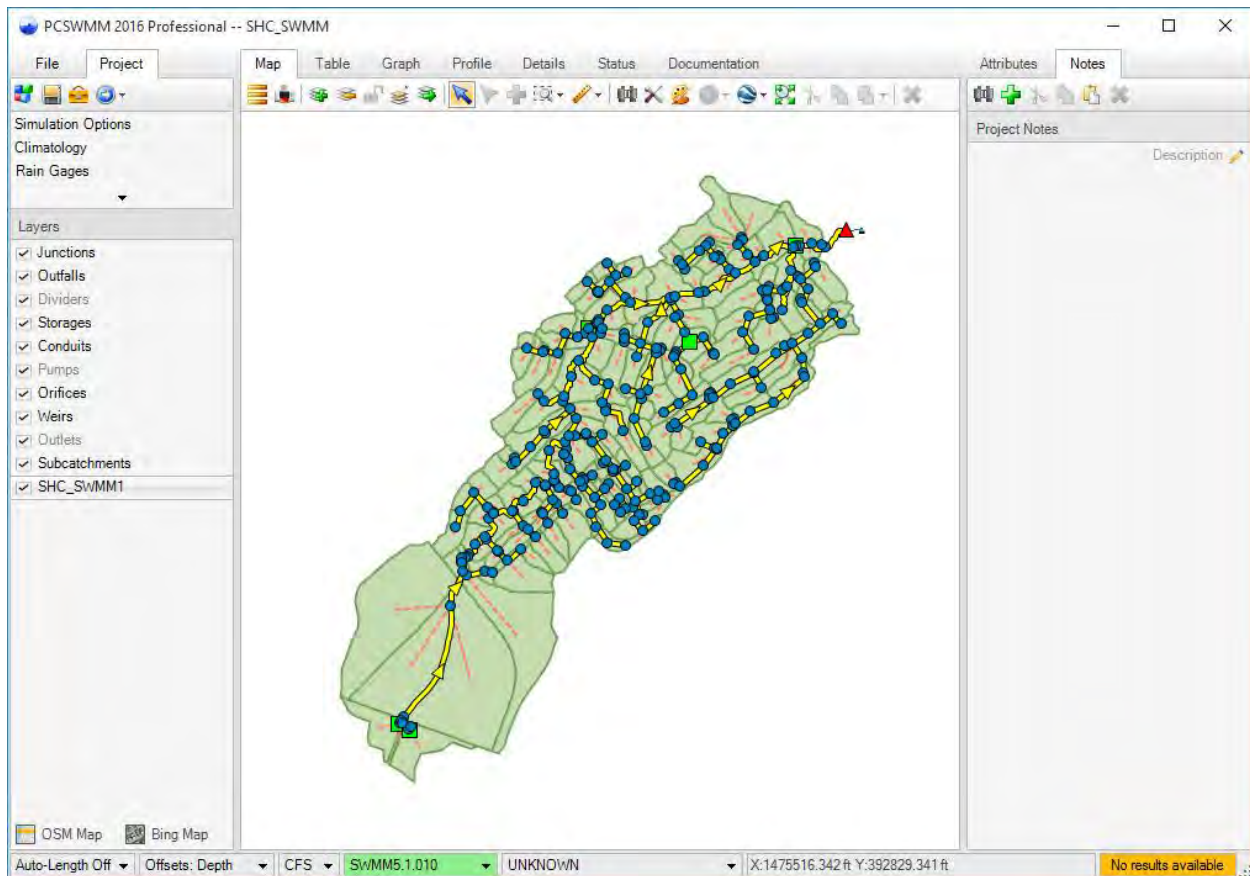 PCSWMM 2016 Professional -- SHC_SWMM
File Project
Map Table Graph Profile Details Status Documentation
Attributes Notes
Simulation Options
Climatology
Rain Gages
Project Notes
Description
Layers
Junctions
Outfalls
Dividers
Storages
Conduits
Pumps
Orifices
Weirs
Outlets
Subcatchments
SHC_SWMM1
OSM Map Bing Map
Auto-Length Off Offsets: Depth CFS SWMM5.1.010 UNKNOWN X:1475516.342 ft Y:392829.341 ft No results available